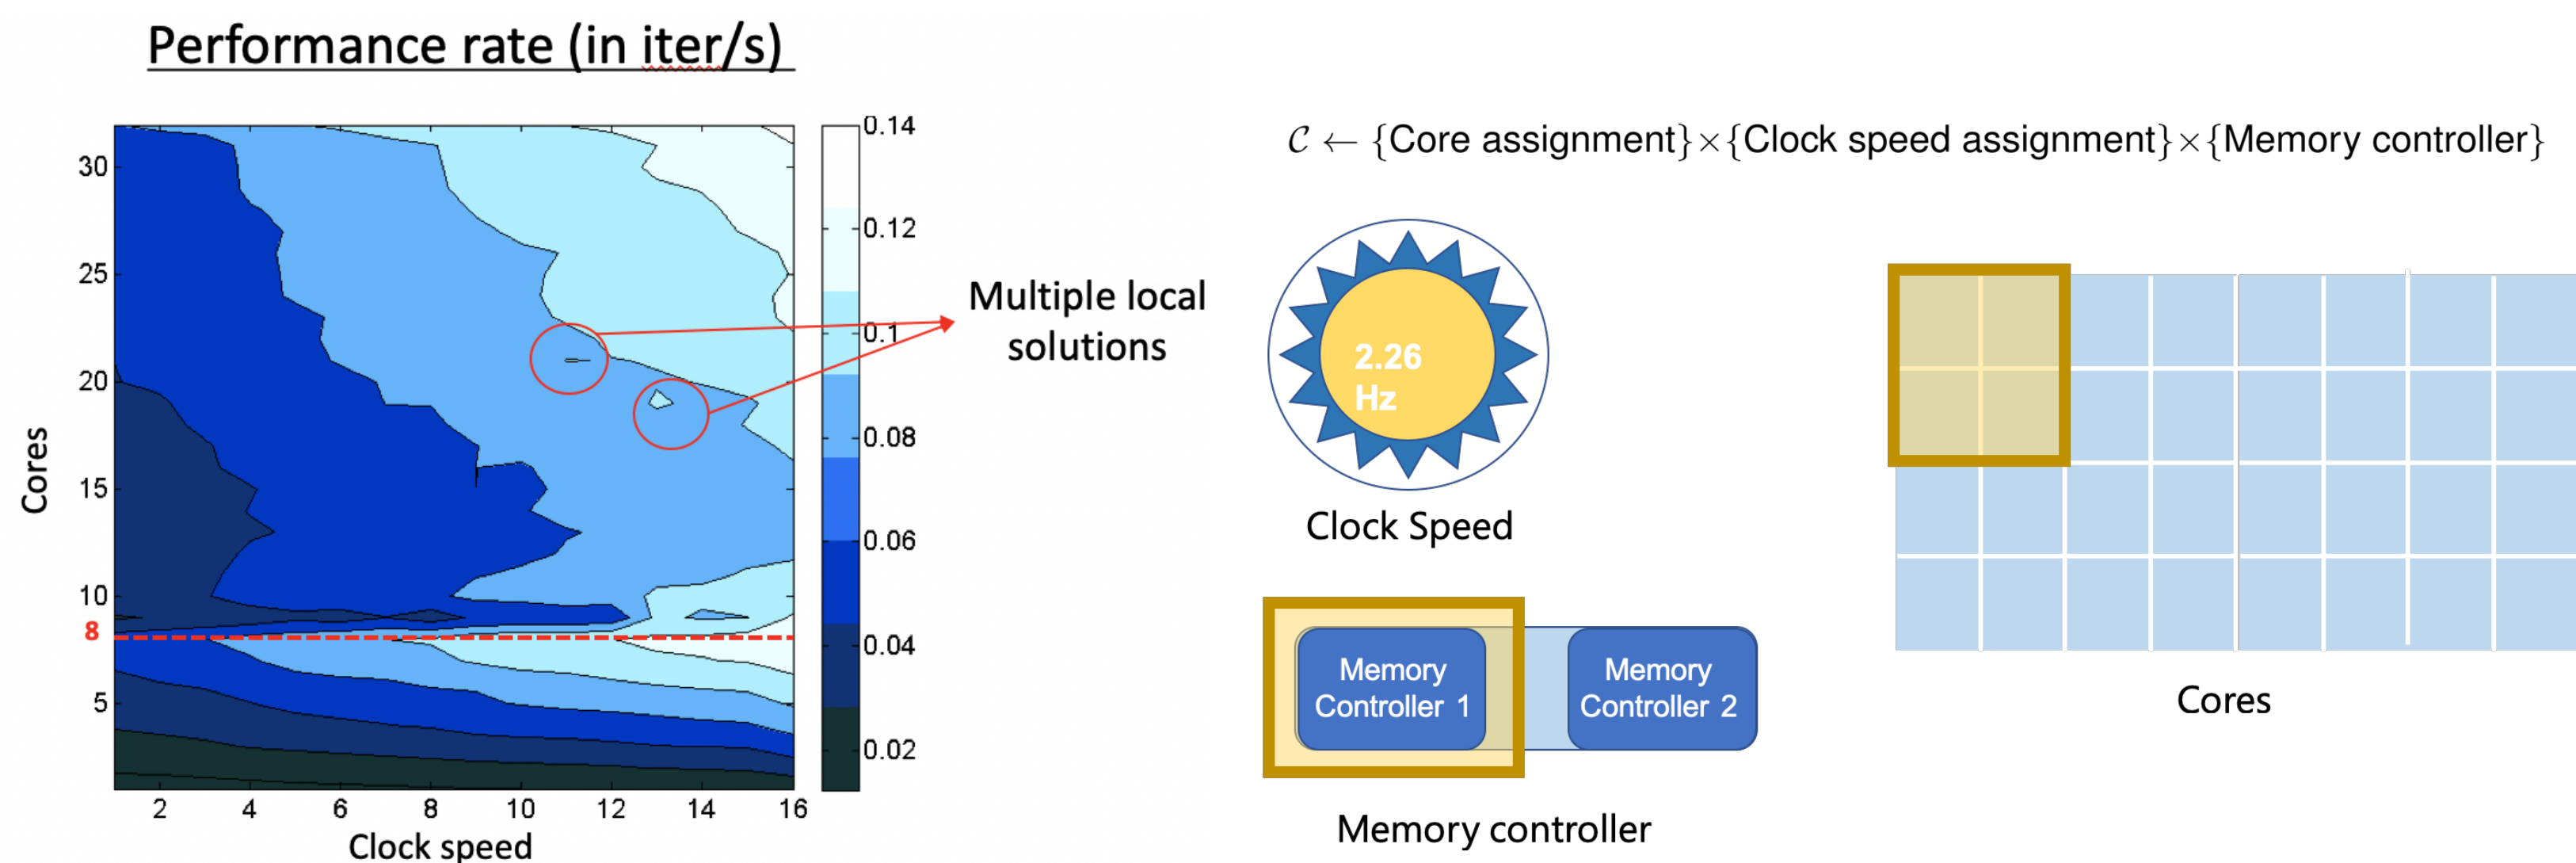 Performance rate (in iter/s)
Cores
30
25
20
15
10
8
5
2 4 6 8 10 12 14 16
Clock speed
0.14
0.12
0.1
0.08
0.06
0.04
0.02
Multiple local
solutions
𝒞 ← {Core assignment}×{Clock speed assignment}×{Memory controller}
2.26
Hz
Clock Speed
Memory
Controller 1
Memory
Controller 2
Memory controller
Cores